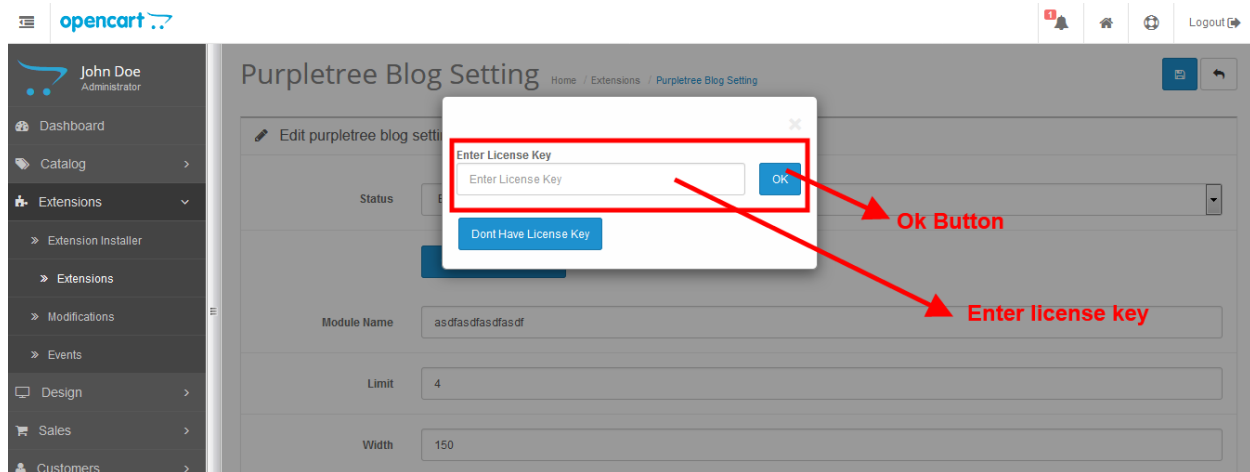 opencart
1
Logout
John Doe
Administrator
Purpletree Blog Setting
Home / Extensions / Purpletree Blog Setting
Dashboard
Catalog
Extensions
Extension Installer
Extensions
Modifications
Events
Design
Sales
Customers
Edit purpletree blog setti
Enter License Key
Enter License Key
OK
Dont Have License Key
Ok Button
Enter license key
Status
Module Name
asdfasdfasdfasdf
Limit
4
Width
150